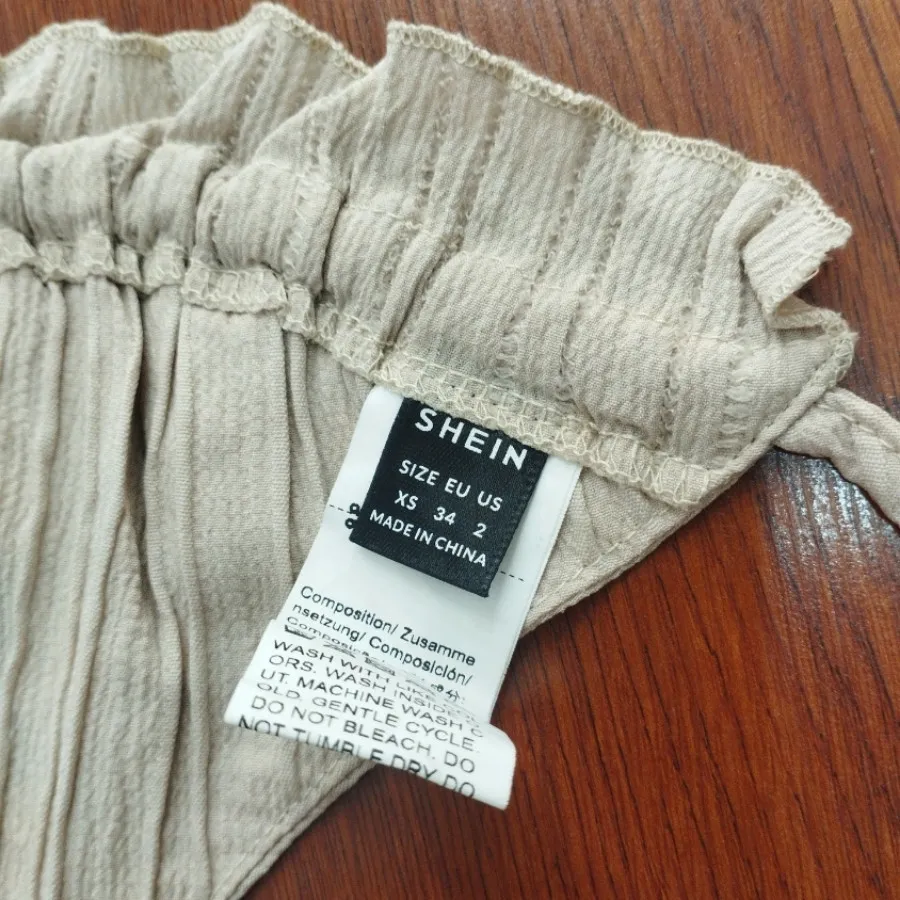 SHEIN
SIZE EU US
XS 34 2
MADE IN CHINA
Composition/ Zusamme
nsetzung/ Composición/
WASH WITH LIKE
ORS. WASH INSIDE
UT. MACHINE WASH C
OLD. GENTLE CYCLE.
DO NOT BLEACH. DO
NOT TUMBLE DRY. DO